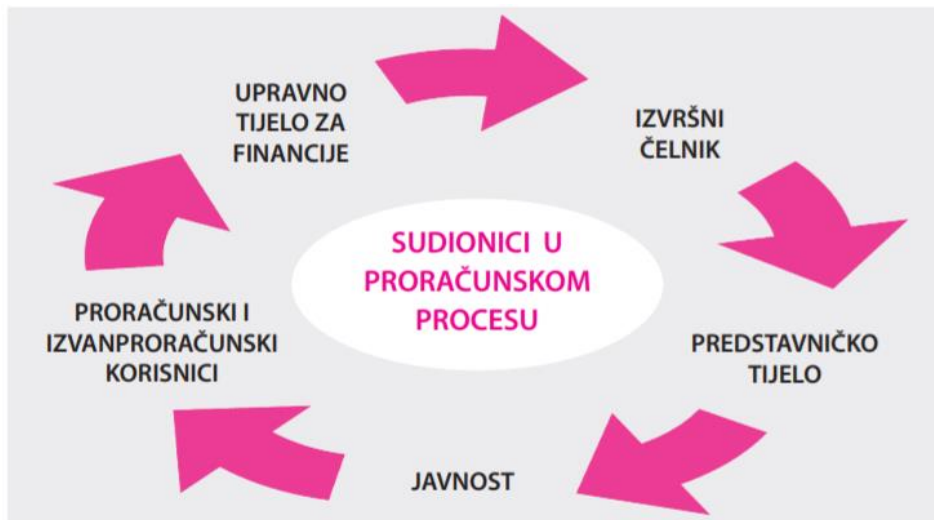 UPRAVNO
TIJELO ZA
FINANCIJE
IZVRŠNI
ČELNIK
SUDIONICI U
PRORAČUNSKOM
PROCESU
PRORAČUNSKI I
IZVANPRORAČUNSKI
KORISNICI
PREDSTAVNIČKO
TIJELO
JAVNOST